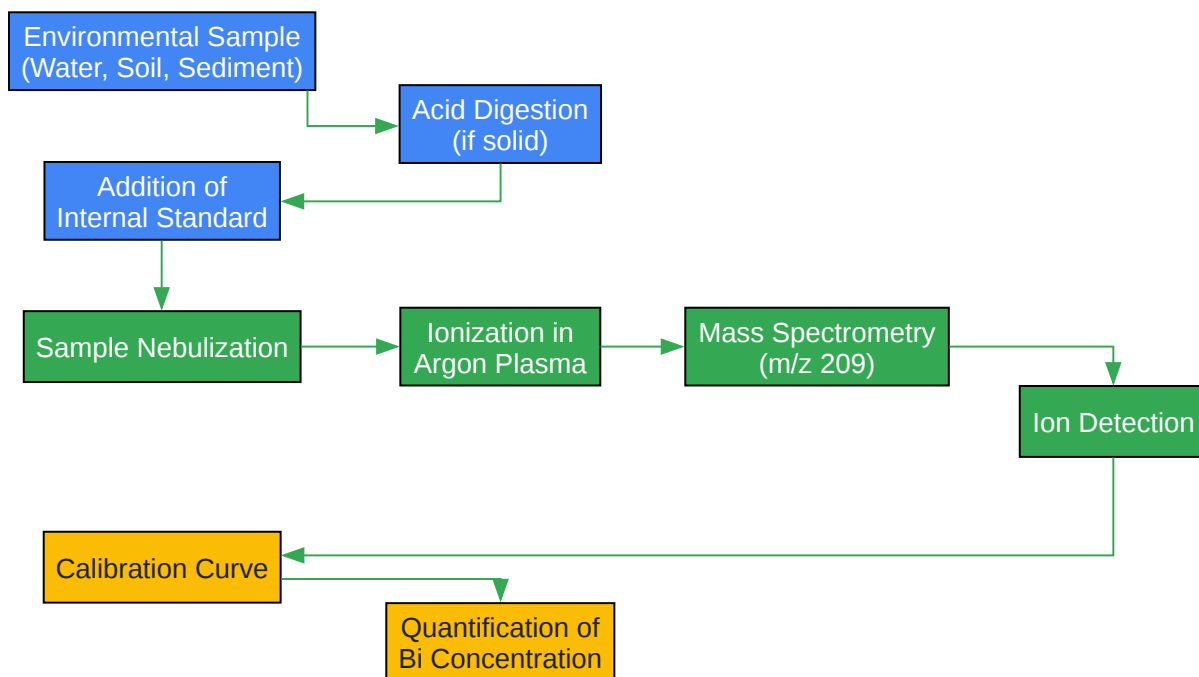 Environmental Sample
(Water, Soil, Sediment)
Acid Digestion
(if solid)
Addition of
Internal Standard
Sample Nebulization
Ionization in
Argon Plasma
Mass Spectrometry
(m/z 209)
Ion Detection
Calibration Curve
Quantification of
Bi Concentration